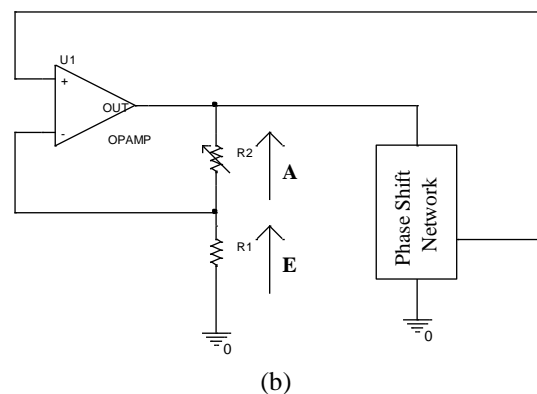 U1
+
OUT
-
OPAMP
R2
A
R1
E
Phase Shift
Network
0
0
(b)